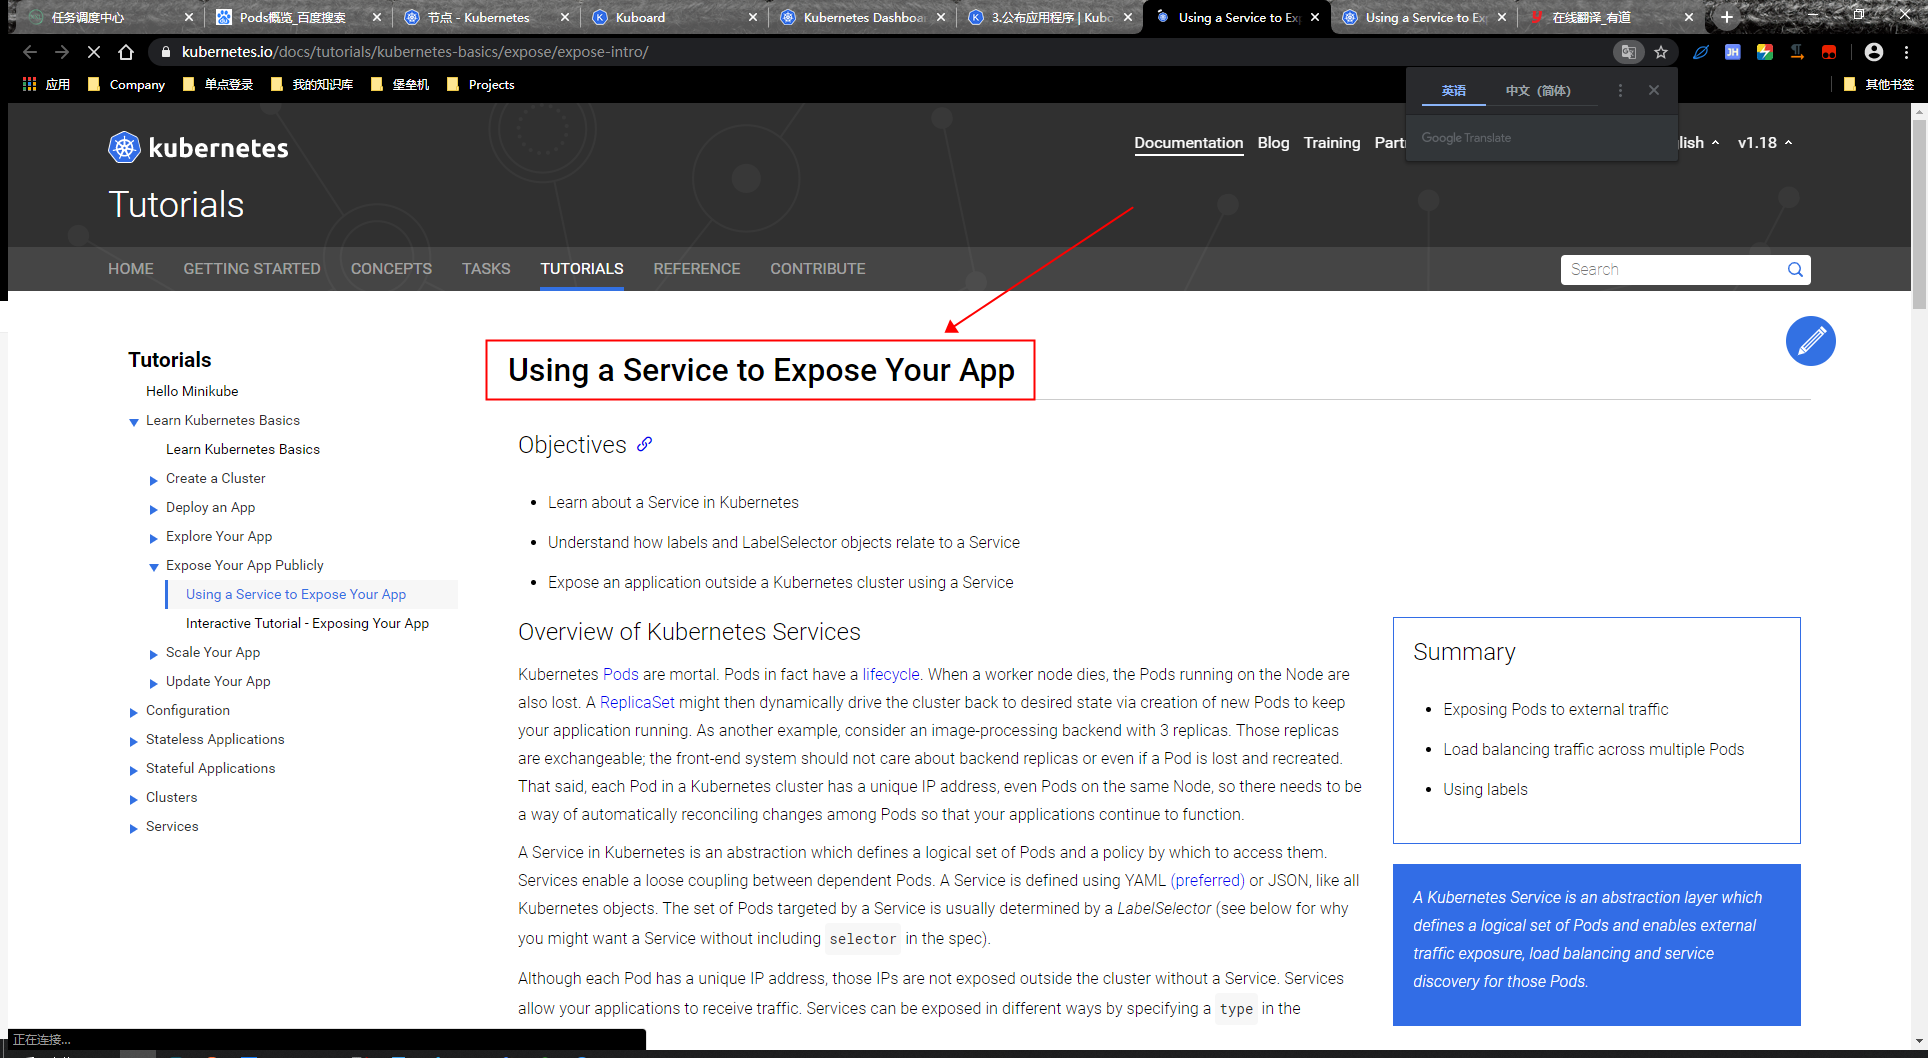 任务调度中心
Pods概览_百度搜索
节点 - Kubernetes
Kuboard
Kubernetes Dashboa
3.公布应用程序 | Kubo
Using a Service to Ex
Using a Service to Ex
在线翻译_有道
kubernetes.io/docs/tutorials/kubernetes-basics/expose/expose-intro/
应用
Company
单点登录
我的知识库
堡垒机
Projects
其他书签
英语
中文（简体）
Google Translate
kubernetes
Documentation
Blog
Training
Partn
lish
v1.18
Tutorials
HOME
GETTING STARTED
CONCEPTS
TASKS
TUTORIALS
REFERENCE
CONTRIBUTE
Search
Tutorials
Hello Minikube
Learn Kubernetes Basics
Learn Kubernetes Basics
Create a Cluster
Deploy an App
Explore Your App
Expose Your App Publicly
Using a Service to Expose Your App
Interactive Tutorial - Exposing Your App
Scale Your App
Update Your App
Configuration
Stateless Applications
Stateful Applications
Clusters
Services
Using a Service to Expose Your App
Objectives
• Learn about a Service in Kubernetes
• Understand how labels and LabelSelector objects relate to a Service
• Expose an application outside a Kubernetes cluster using a Service
Overview of Kubernetes Services
Kubernetes Pods are mortal. Pods in fact have a lifecycle. When a worker node dies, the Pods running on the Node are
also lost. A ReplicaSet might then dynamically drive the cluster back to desired state via creation of new Pods to keep
your application running. As another example, consider an image-processing backend with 3 replicas. Those replicas
are exchangeable; the front-end system should not care about backend replicas or even if a Pod is lost and recreated.
That said, each Pod in a Kubernetes cluster has a unique IP address, even Pods on the same Node, so there needs to be
a way of automatically reconciling changes among Pods so that your applications continue to function.
A Service in Kubernetes is an abstraction which defines a logical set of Pods and a policy by which to access them.
Services enable a loose coupling between dependent Pods. A Service is defined using YAML (preferred) or JSON, like all
Kubernetes objects. The set of Pods targeted by a Service is usually determined by a LabelSelector (see below for why
you might want a Service without including selector in the spec).
Although each Pod has a unique IP address, those IPs are not exposed outside the cluster without a Service. Services
allow your applications to receive traffic. Services can be exposed in different ways by specifying a type in the
Summary
• Exposing Pods to external traffic
• Load balancing traffic across multiple Pods
• Using labels
A Kubernetes Service is an abstraction layer which
defines a logical set of Pods and enables external
traffic exposure, load balancing and service
discovery for those Pods.
正在连接...